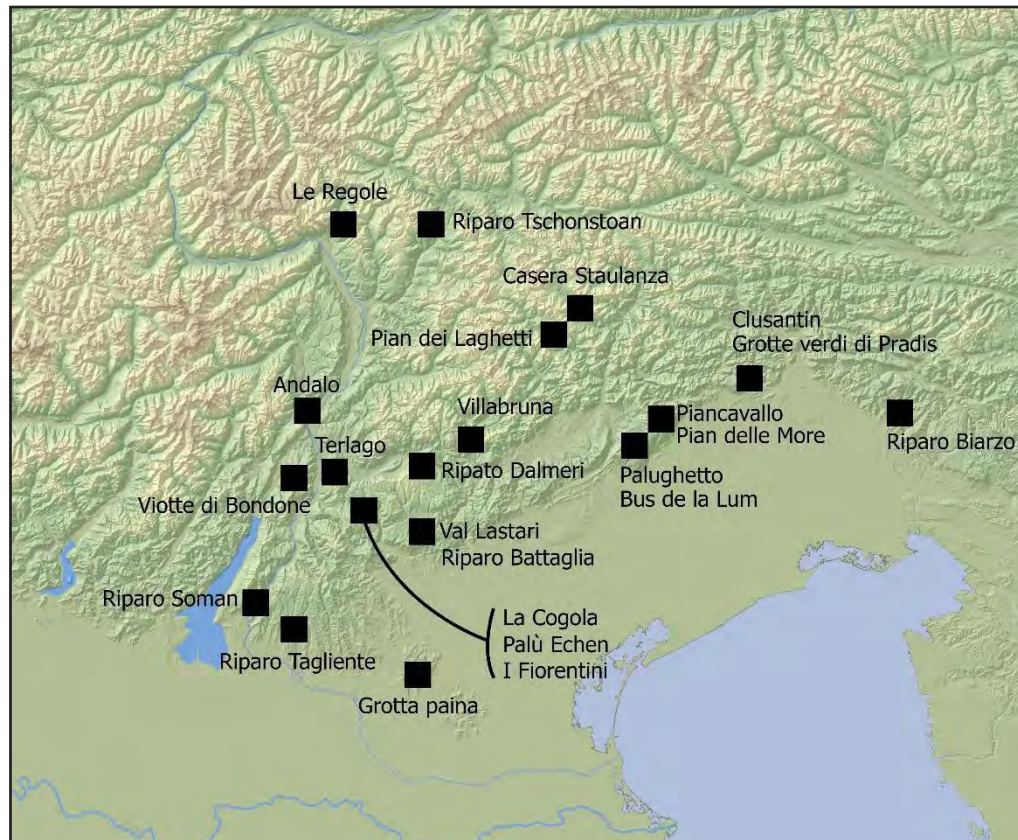 Le Regole
Riparo Tschonstoan
Casera Staulanza
Pian dei Laghetti
Clusantin
Grotte verdi di Pradis
Andalo
Villabruna
Piancavallo
Pian delle More
Riparo Biarzo
Terlago
Ripato Dalmeri
Palughetto
Bus de la Lum
Viotte di Bondone
Val Lastari
Riparo Battaglia
Riparo Soman
La Cogola
Palù Echen
I Fiorentini
Riparo Tagliente
Grotta paina